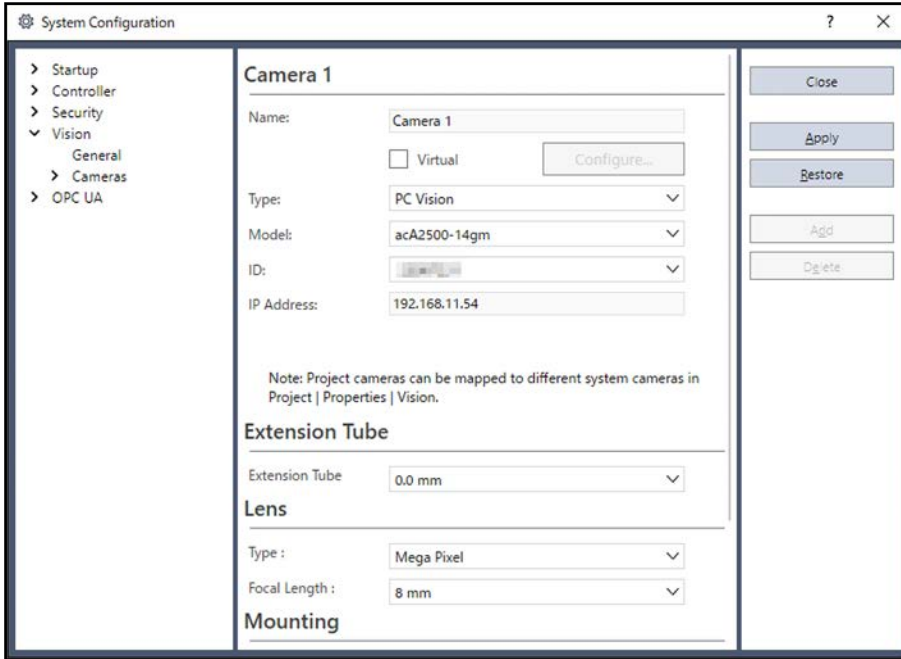 System Configuration
?
Startup
Controller
Security
Vision
General
Cameras
OPC UA
Camera 1
Name:
Camera 1
Virtual
Configure...
Type:
PC Vision
Model:
acA2500-14gm
ID:
IP Address:
192.168.11.54
Note: Project cameras can be mapped to different system cameras in
Project | Properties | Vision.
Extension Tube
Extension Tube
0.0 mm
Lens
Type :
Mega Pixel
Focal Length :
8 mm
Mounting
Close
Apply
Restore
Add
Delete